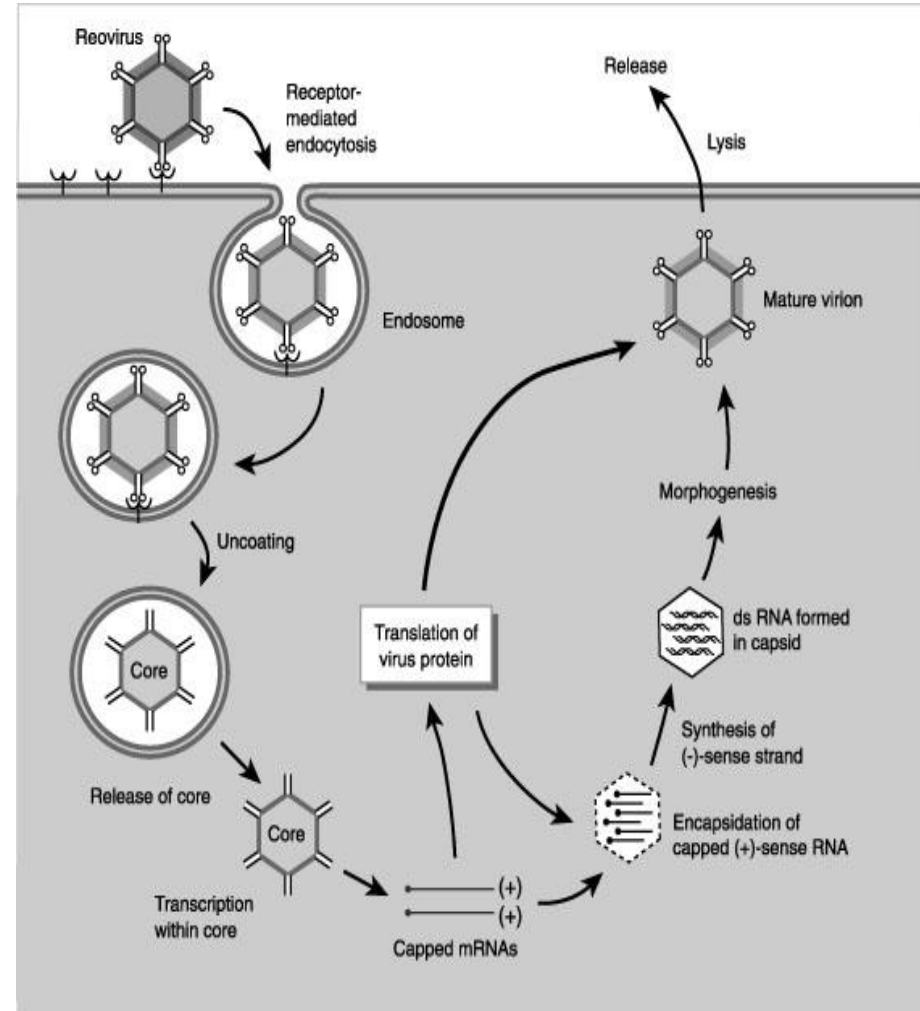 Reovirus
Receptor-
mediated
endocytosis
Endosome
Uncoating
Core
Release of core
Core
Transcription
within core
(+)
(+)
Capped mRNAs
Translation of
virus protein
Encapsidation of
capped (+)-sense RNA
Synthesis of
(-)-sense strand
ds RNA formed
in capsid
Morphogenesis
Mature virion
Lysis
Release